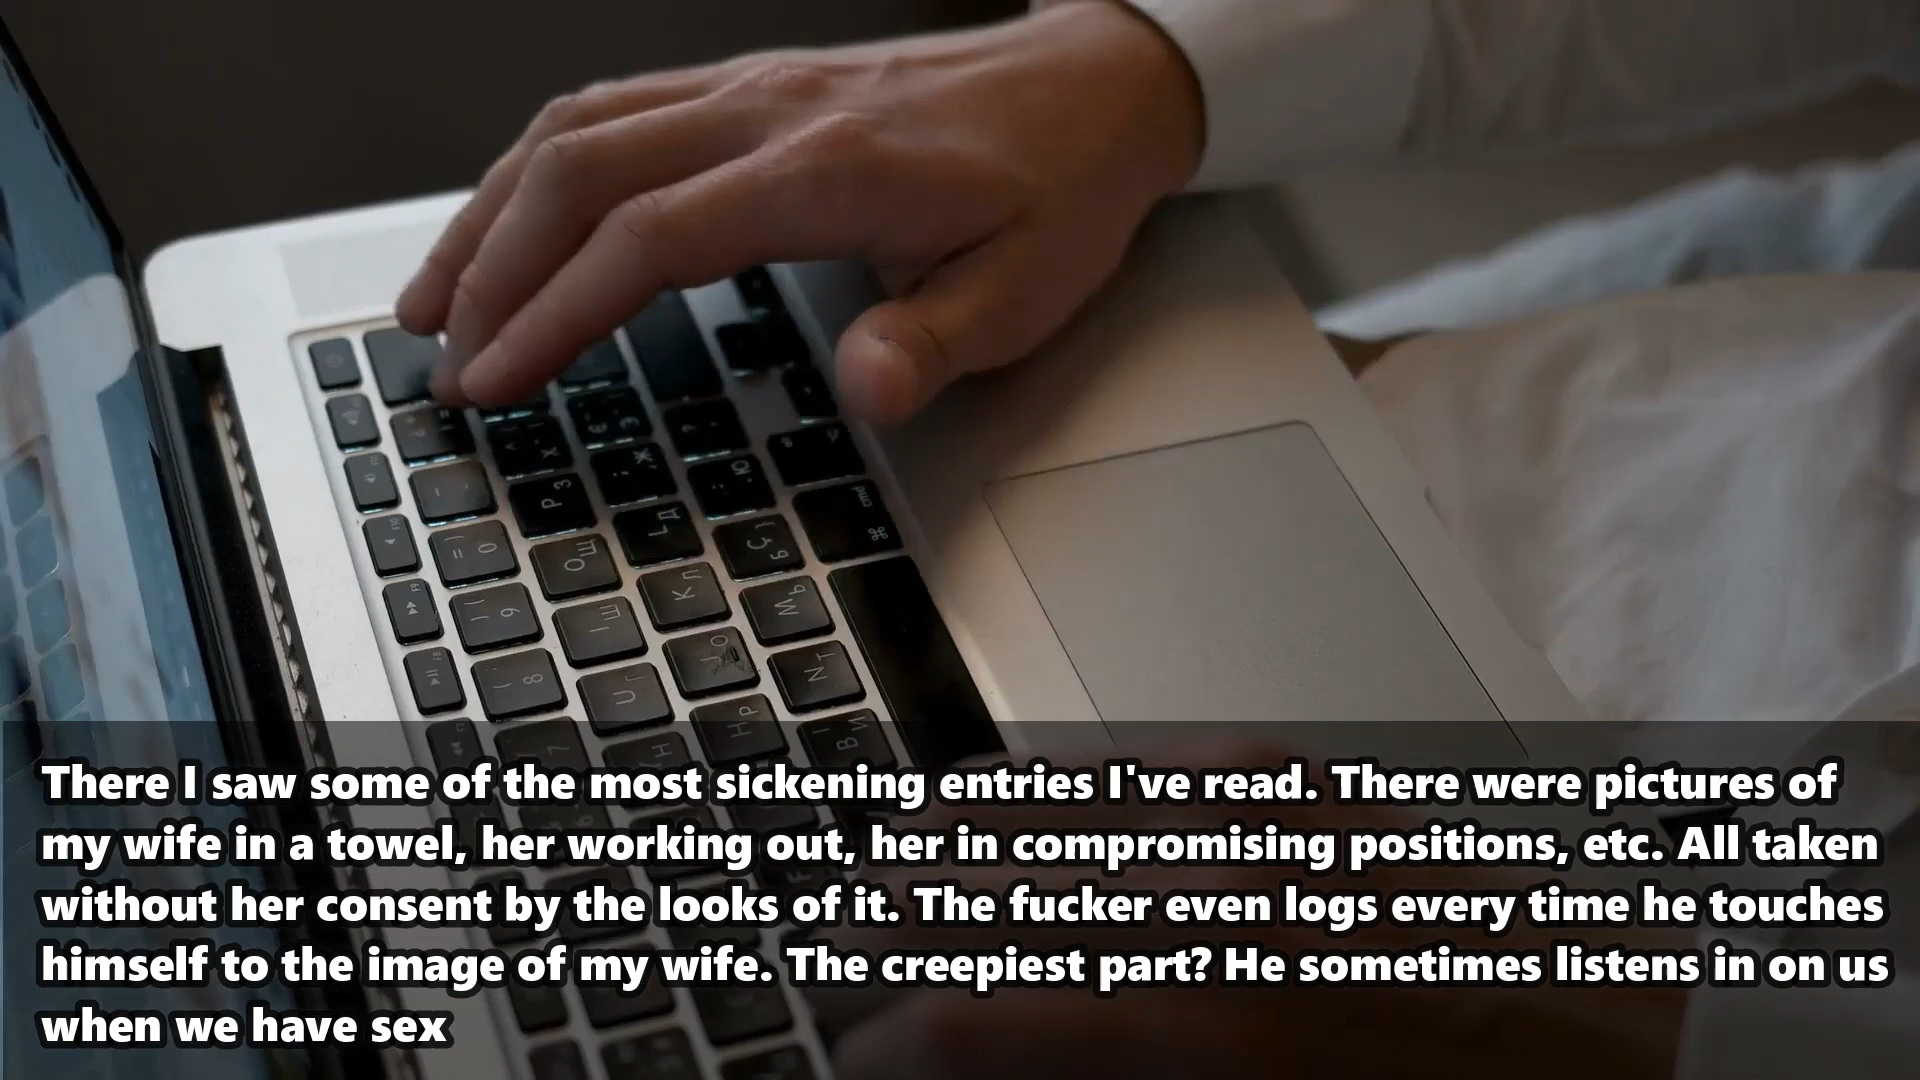 There I saw some of the most sickening entries I've read. There were pictures of
my wife in a towel, her working out, her in compromising positions, etc. All taken
without her consent by the looks of it. The fucker even logs every time he touches
himself to the image of my wife. The creepiest part? He sometimes listens in on us
when we have sex
cmd